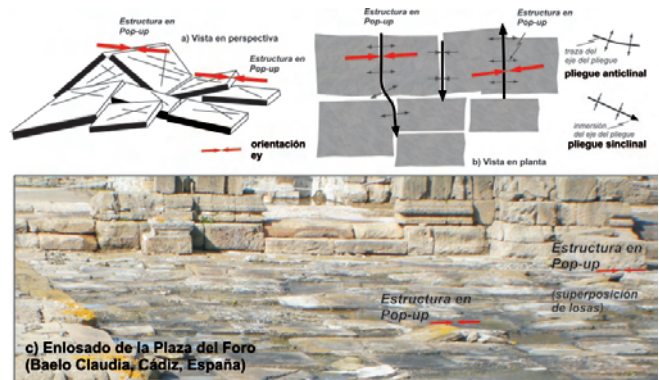 Estructura en
Pop-up
a) Vista en perspectiva
Estructura en
Pop-up
orientación
ey
Estructura en
Pop-up
Estructura en
Pop-up
b) Vista en planta
traza del
eje del pliegue
pliegue anticlinal
inmersión
del eje del pliegue
pliegue sinclinal
Estructura en
Pop-up
(superposición
de losas)
Estructura en
Pop-up
c) Enlosado de la Plaza del Foro
(Baelo Claudia, Cádiz, España)